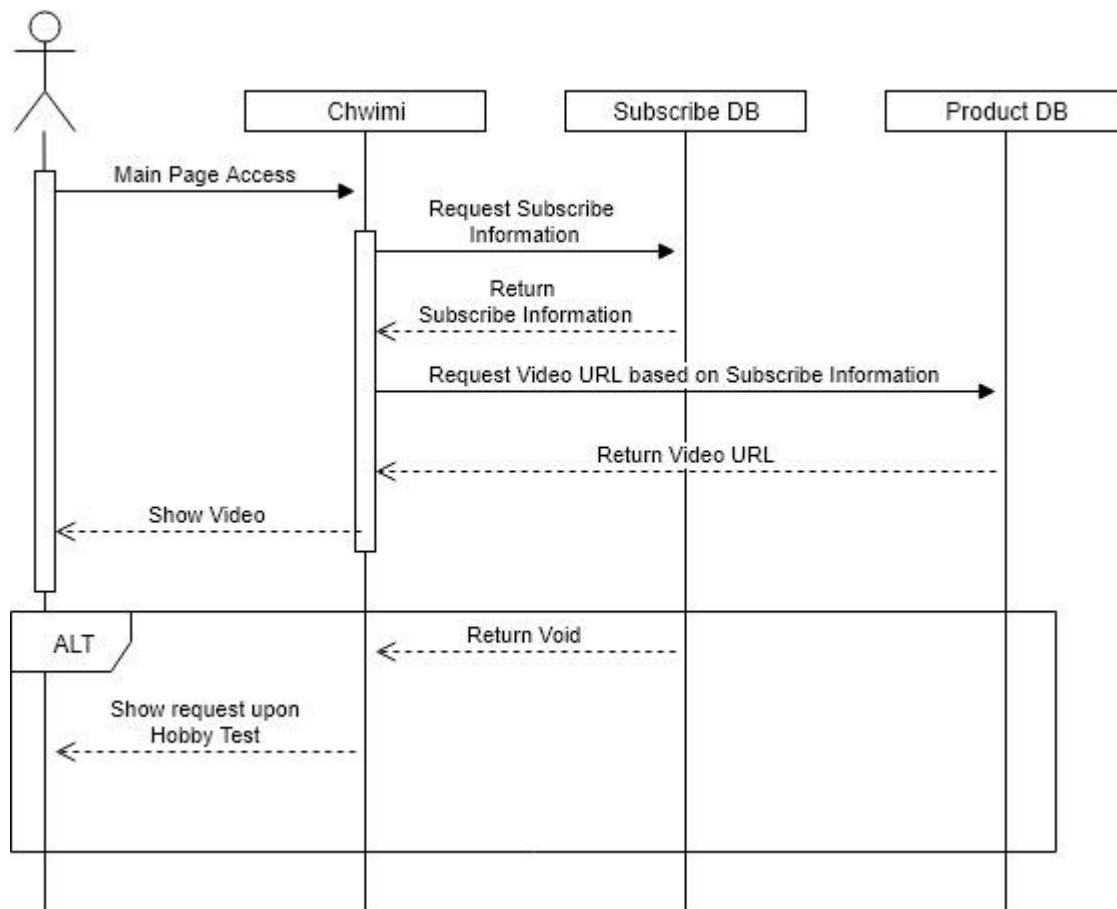 Chwimi
Subscribe DB
Product DB
Main Page Access
Request Subscribe
Information
Return
Subscribe Information
Request Video URL based on Subscribe Information
Return Video URL
Show Video
ALT
Return Void
Show request upon
Hobby Test